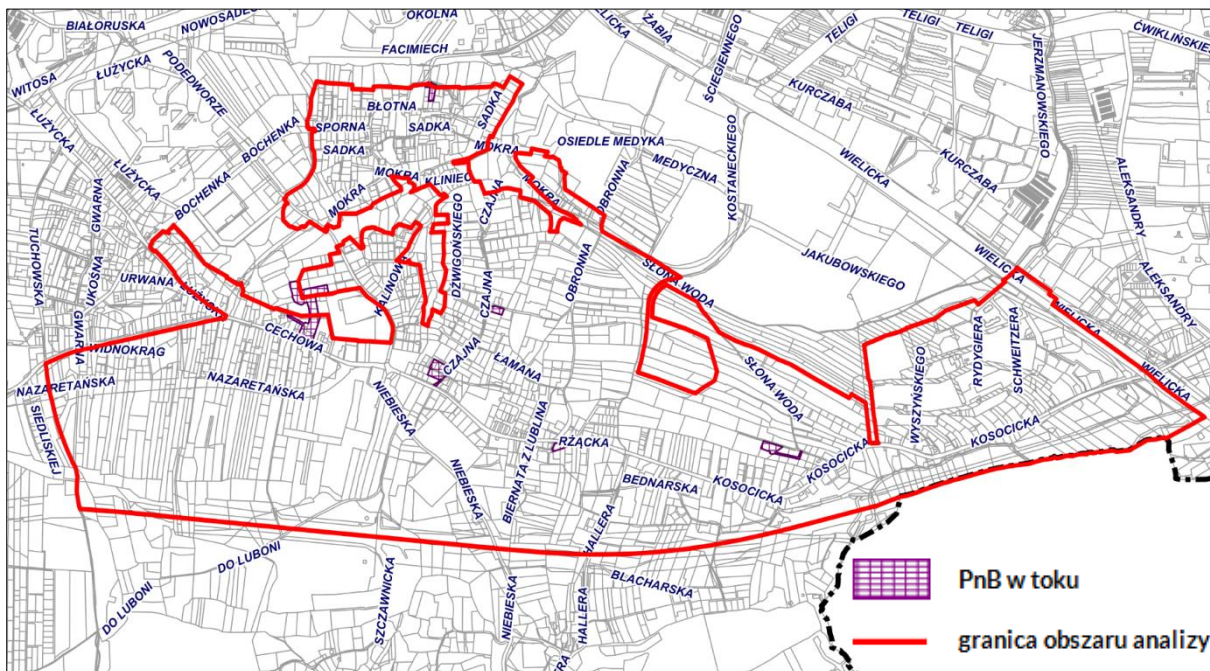 BIAŁORUSKA
OKOLNA
ŻABIA
WIELICKA
TELIGI
TELIGI
TELIGI
FACIMIECH
ŚCIEGIENNEGO
JERZMANOWSKIEGO
WITOSA
ŁUŻYCKA
PODEDWORZE
KURCZABA
BŁOTNA
SADKA
ŁUŻYCKA
BOCHENKA
SPORNA
SADKA
SADKA
OSIEDLE MEDYKA
MOKRA
MEDYCZNA
KOSTANECKIEGO
WIELICKA
KURCZABA
ALEKSANDRY
ŁUŻYCKA
MOKRA
KLINIEC
MOKRA
MOKRA
GWARNA
BOCHENKA
CZAJNA
OBRONNA
DŹWIGOŃSKIEGO
TUCHOWSKA
UKOSNA
URWANA
KALINOWA
OBRONNA
SŁONA WODA
JAKUBOWSKIEGO
WIELICKA
ALEKSANDRY
CZAJNA
WIELICKA
GWARNA
CECHOWA
RYDYGIERA
SCHWEITZERA
WIDNOKRĄG
CZAJNA
ŁAMANA
SŁONA WODA
WIELICKA
NAZARETAŃSKA
NAZARETAŃSKA
NIEBIESKA
WYSZYŃSKIEGO
SIEDLISKIEJ
BIERNATA Z LUBLINA
RŻĄCKA
KOSOCICKA
KOSOCICKA
NIEBIESKA
BEDNARSKA
KOSOCICKA
HALLERA
DO LUBONI
BLACHARSKA
DO LUBONI
SZCZAWNICKA
NIEBIESKA
HALLERA
PnB w toku
granica obszaru analizy